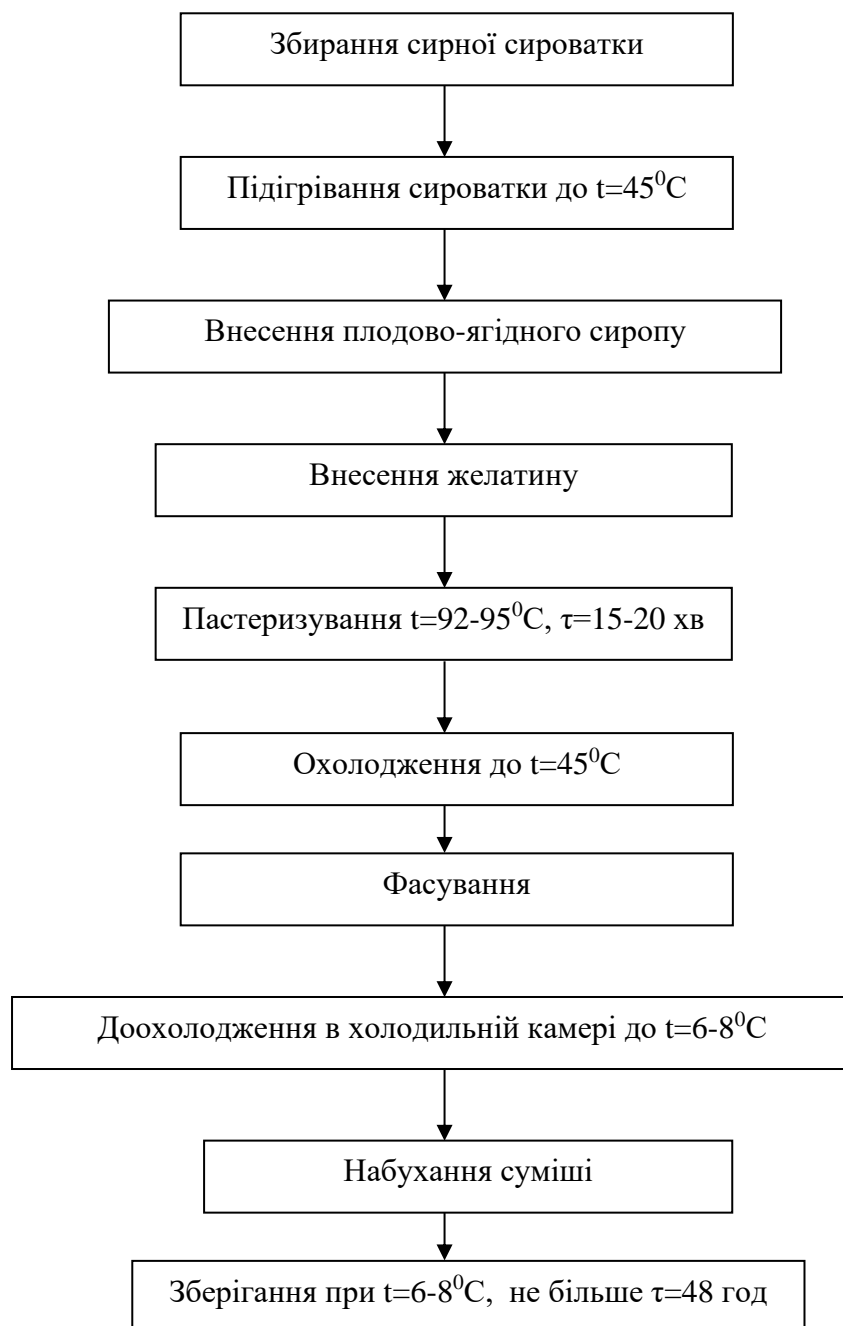 Збирання сирної сироватки
Підігрівання сироватки до t=45⁰C
Внесення плодово-ягідного сиропу
Внесення желатину
Пастеризування t=92-95⁰C, τ=15-20 хв
Охолодження до t=45⁰C
Фасування
Доохолодження в холодильній камері до t=6-8⁰C
Набухання суміші
Зберігання при t=6-8⁰C, не більше τ=48 год